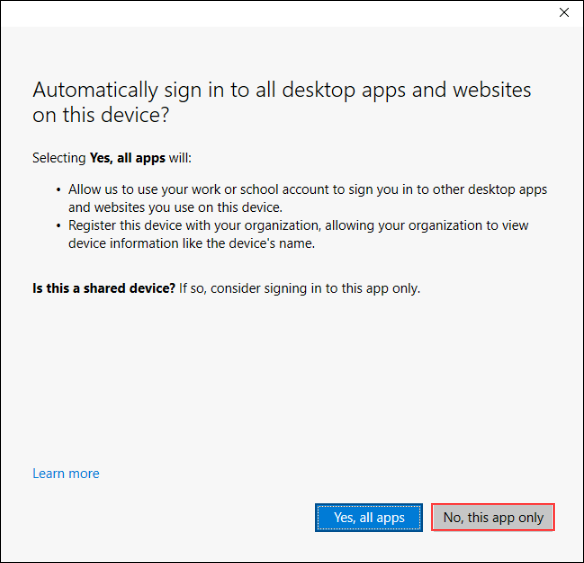 Automatically sign in to all desktop apps and websites
on this device?
Selecting Yes, all apps will:
• Allow us to use your work or school account to sign you in to other desktop apps
and websites you use on this device.
• Register this device with your organization, allowing your organization to view
device information like the device's name.
Is this a shared device? If so, consider signing in to this app only.
Learn more
Yes, all apps
No, this app only